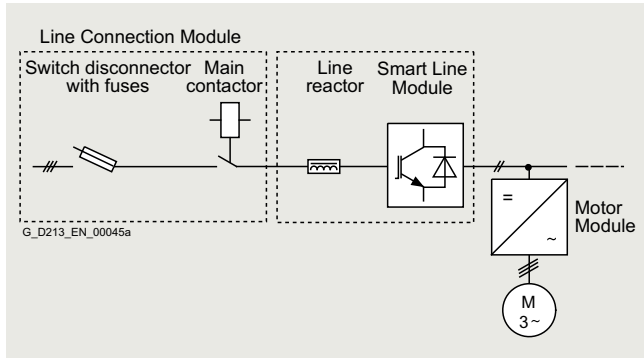 Line Connection Module
Switch disconnector
with fuses
Main
contactor
Line
reactor
Smart Line
Module
G_D213_EN_00045a
=
~
Motor
Module
M
3~